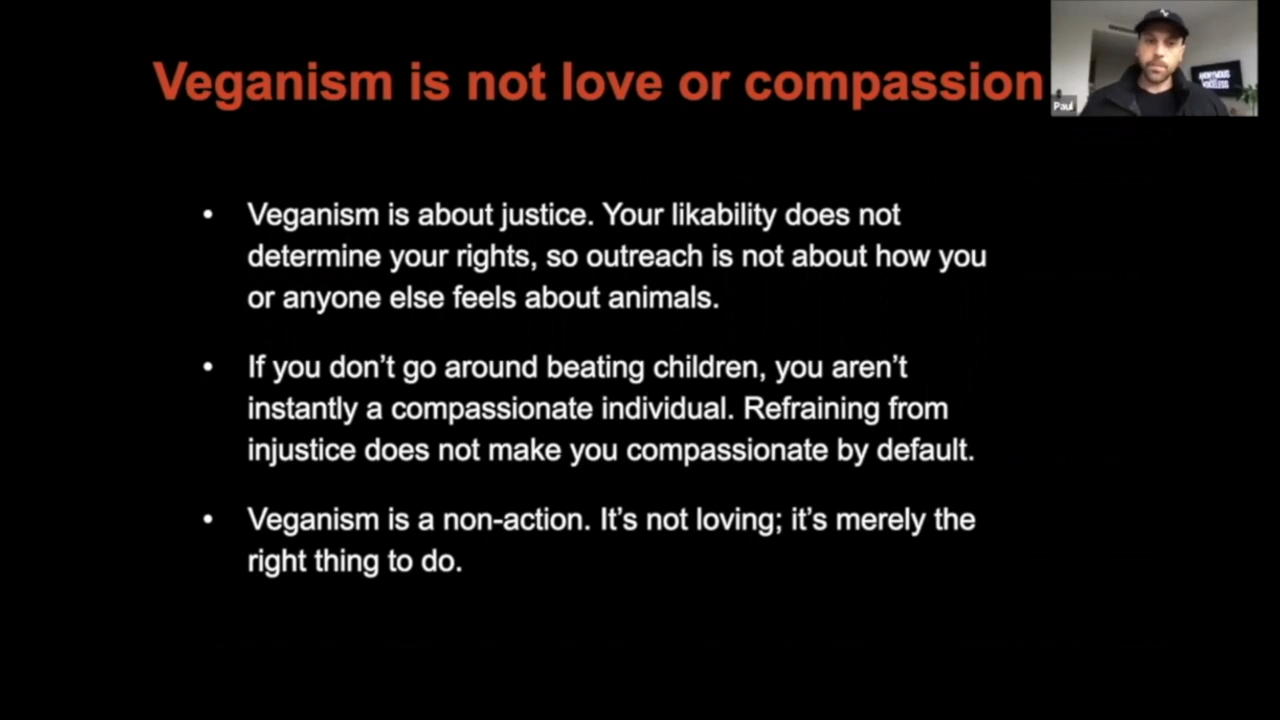 Veganism is not love or compassion
Paul
ANONYMOUS
VOICELESS
• Veganism is about justice. Your likability does not
determine your rights, so outreach is not about how you
or anyone else feels about animals.
• If you don’t go around beating children, you aren’t
instantly a compassionate individual. Refraining from
injustice does not make you compassionate by default.
• Veganism is a non-action. It’s not loving; it’s merely the
right thing to do.